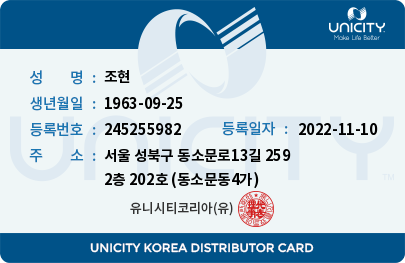 UNICITY
Make Life Better
성 명 : 조현
생년월일 : 1963-09-25
등록번호 : 245255982 등록일자 : 2022-11-10
주 소 : 서울 성북구 동소문로13길 259
2층 202호 (동소문동4가)
유니시티코리아(유)
UNICITY
UNICITY KOREA DISTRIBUTOR CARD